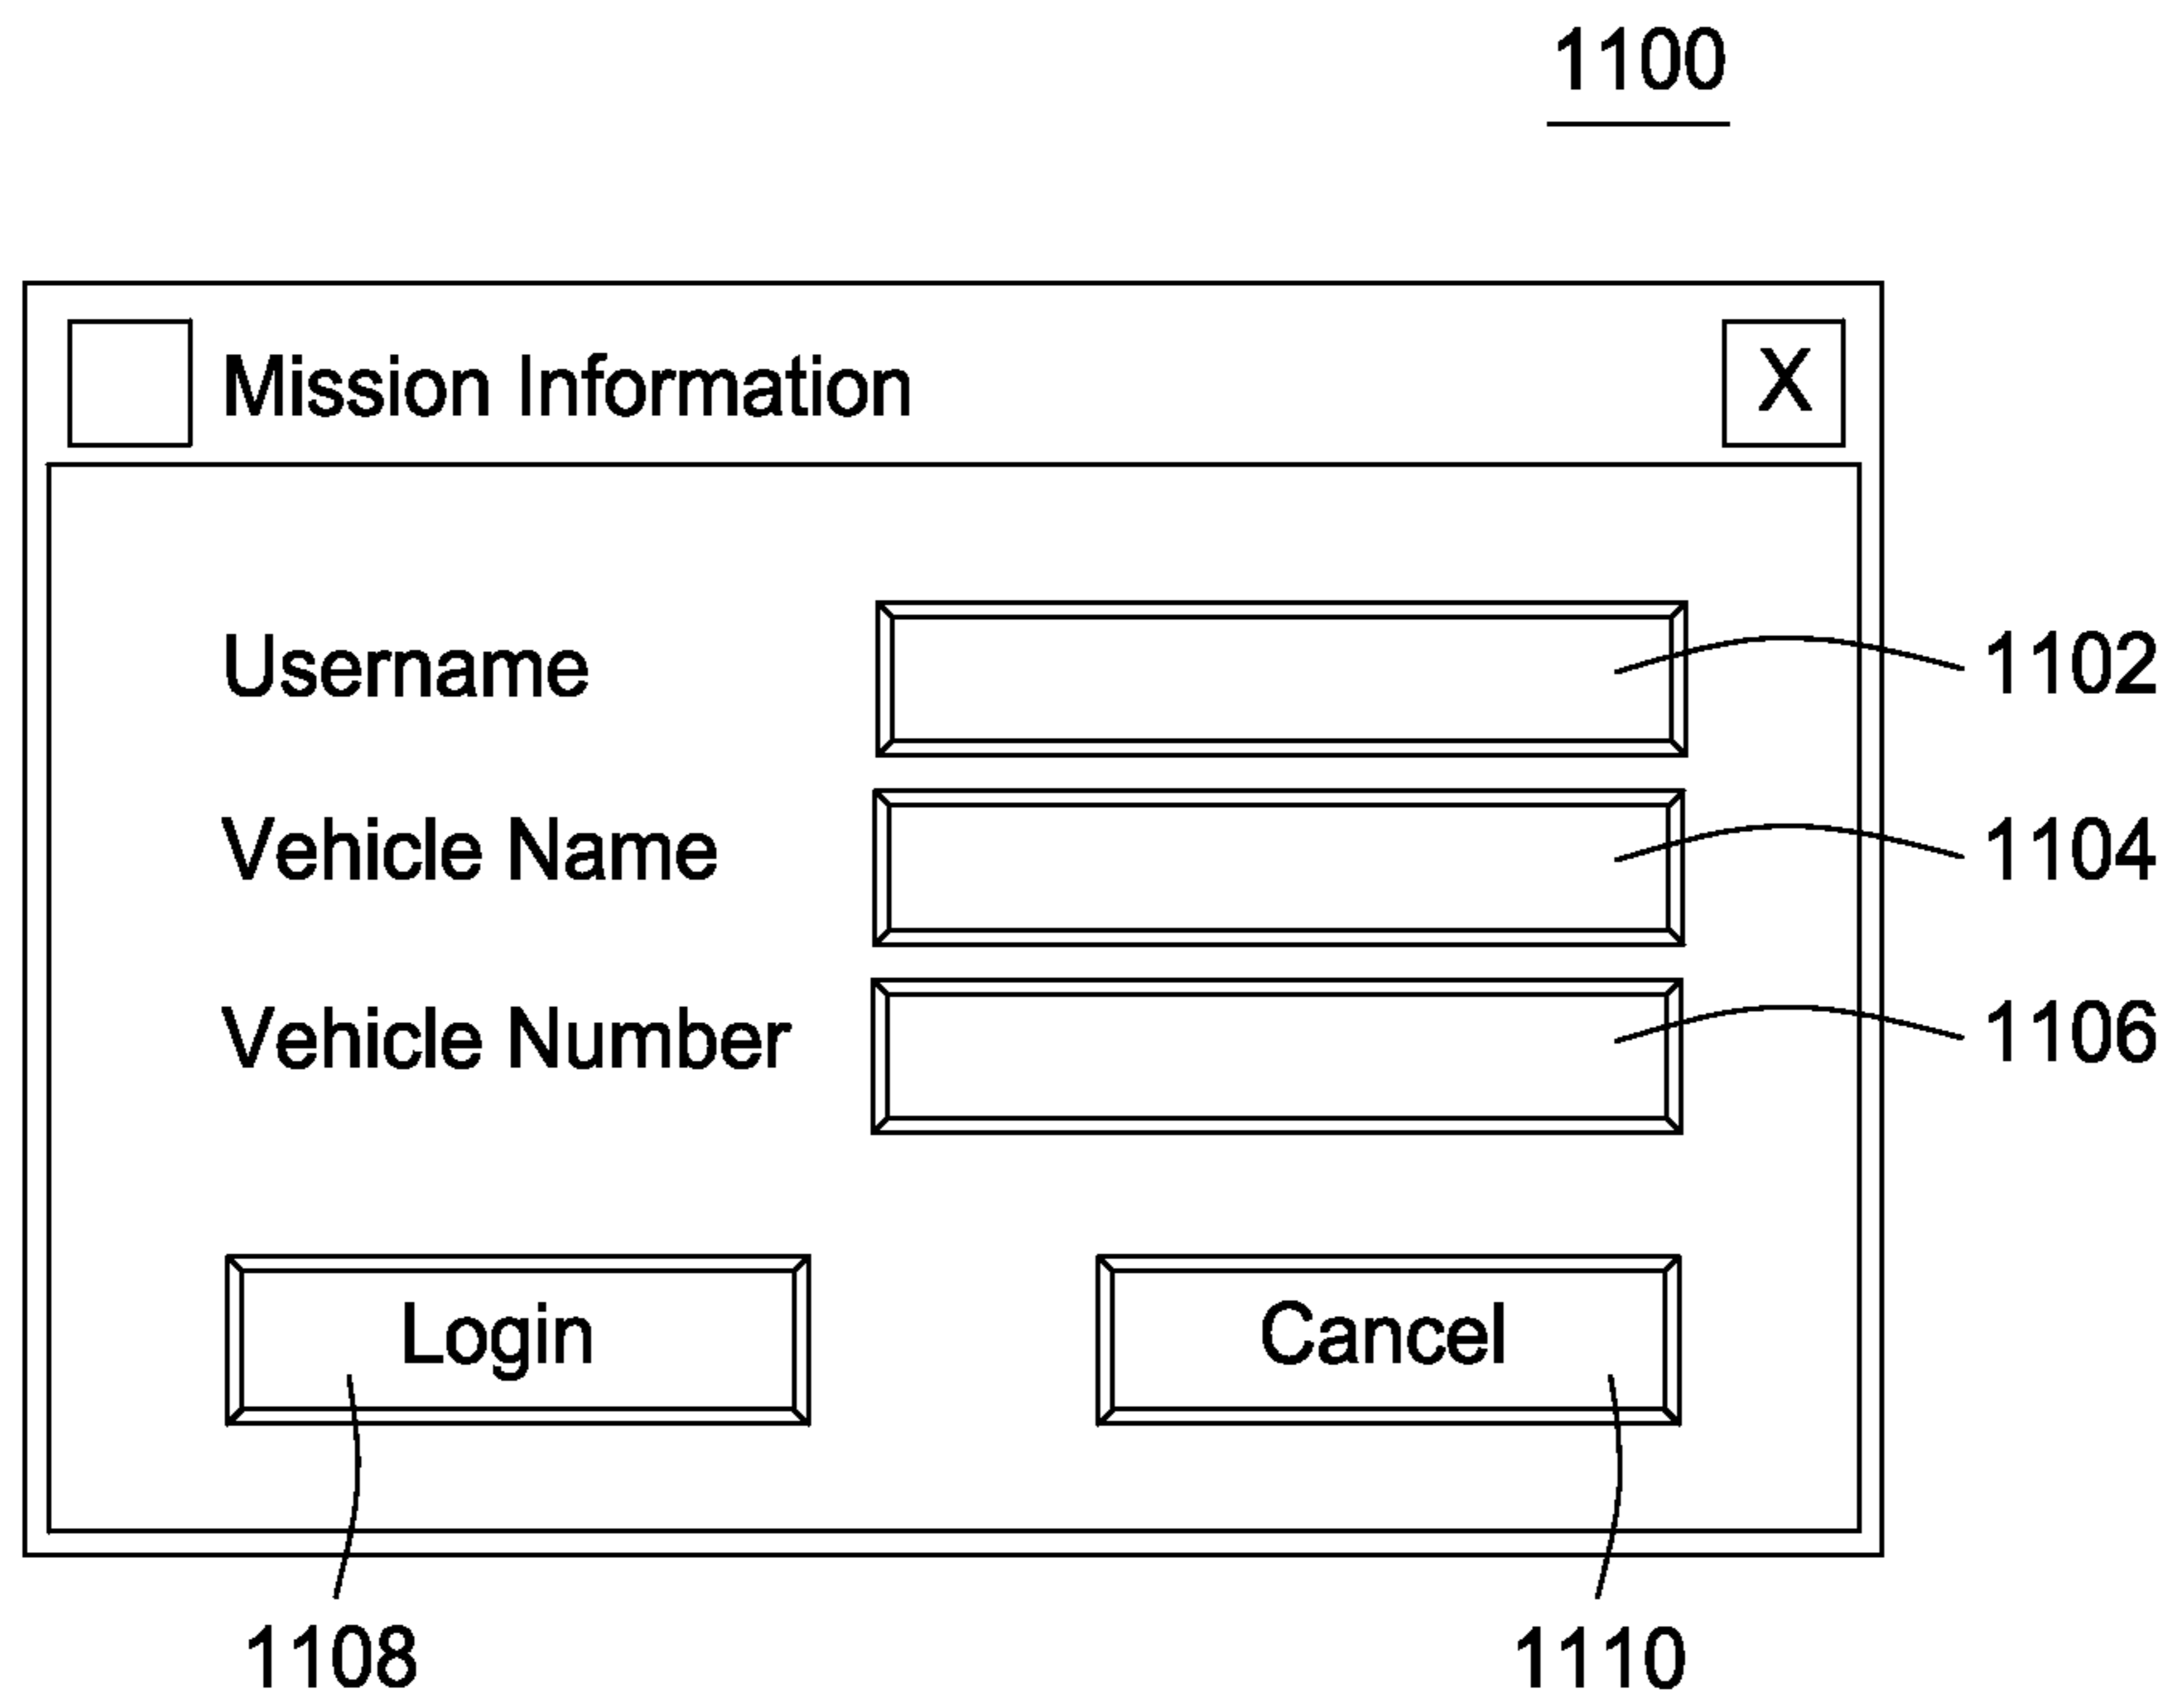 1100
Mission Information X
Username 1102
Vehicle Name 1104
Vehicle Number 1106
Login Cancel
1108 1110